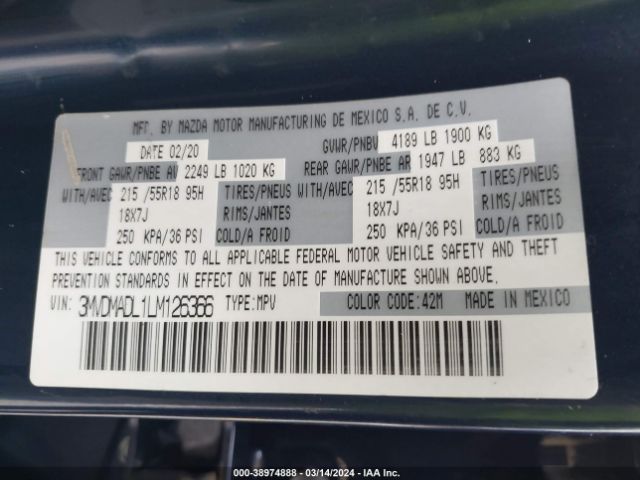 MFT. BY MAZDA MOTOR MANUFACTURING DE MEXICO S.A. DE C.V.
DATE 02/20 GVWR/PNBV 4189 LB 1900 KG
FRONT GAWR/PNBE AV 2249 LB 1020 KG REAR GAWR/PNBE AR 1947 LB 883 KG
WITH/AVEC 215 /55R18 95H TIRES/PNEUS WITH/AVEC 215 /55R18 95H TIRES/PNEUS
18X7J RIMS/JANTES 18X7J RIMS/JANTES
250 KPA/36 PSI COLD/A FROID 250 KPA/36 PSI COLD/A FROID
THIS VEHICLE CONFORMS TO ALL APPLICABLE FEDERAL MOTOR VEHICLE SAFETY AND THEFT
PREVENTION STANDARDS IN EFFECT ON THE DATE OF MANUFACTURE SHOWN ABOVE.
VIN: 3MVDMADL1LM126366 TYPE:MPV COLOR CODE:42M MADE IN MEXICO
000-38974888 - 03/14/2024 - IAA Inc.